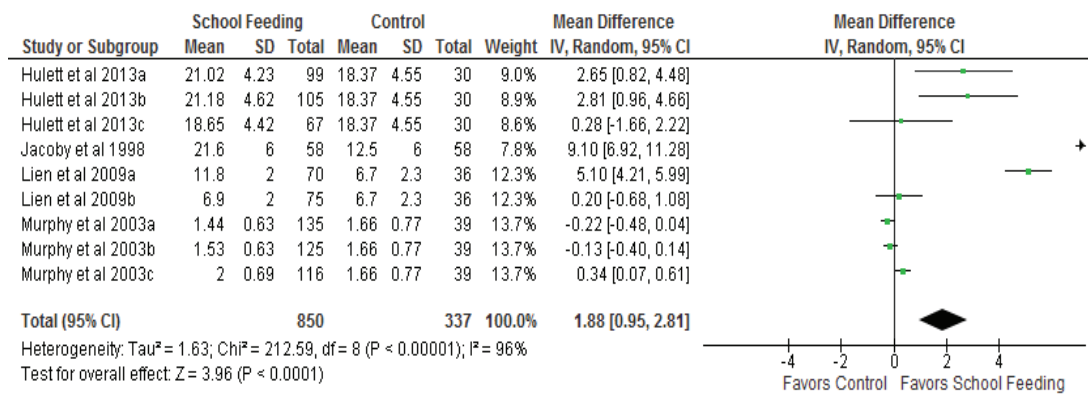 School Feeding Control Mean Difference Mean Difference
Study or Subgroup Mean SD Total Mean SD Total Weight IV, Random, 95% CI IV, Random, 95% CI
Hulett et al 2013a 21.02 4.23 99 18.37 4.55 30 9.0% 2.65 [0.82, 4.48]
Hulett et al 2013b 21.18 4.62 105 18.37 4.55 30 8.9% 2.81 [0.96, 4.66]
Hulett et al 2013c 18.65 4.42 67 18.37 4.55 30 8.6% 0.28 [-1.66, 2.22]
Jacoby et al 1998 21.6 6 58 12.5 6 58 7.8% 9.10 [6.92, 11.28]
Lien et al 2009a 11.8 2 70 6.7 2.3 36 12.3% 5.10 [4.21, 5.99]
Lien et al 2009b 6.9 2 75 6.7 2.3 36 12.3% 0.20 [-0.68, 1.08]
Murphy et al 2003a 1.44 0.63 135 1.66 0.77 39 13.7% -0.22 [-0.48, 0.04]
Murphy et al 2003b 1.53 0.63 125 1.66 0.77 39 13.7% -0.13 [-0.40, 0.14]
Murphy et al 2003c 2 0.69 116 1.66 0.77 39 13.7% 0.34 [0.07, 0.61]
Total (95% CI) 850 337 100.0% 1.88 [0.95, 2.81]
Heterogeneity: Tau² = 1.63; Chi² = 212.59, df = 8 (P < 0.00001); I² = 96%
Test for overall effect: Z = 3.96 (P < 0.0001)
-4 -2 0 2 4
Favors Control Favors School Feeding